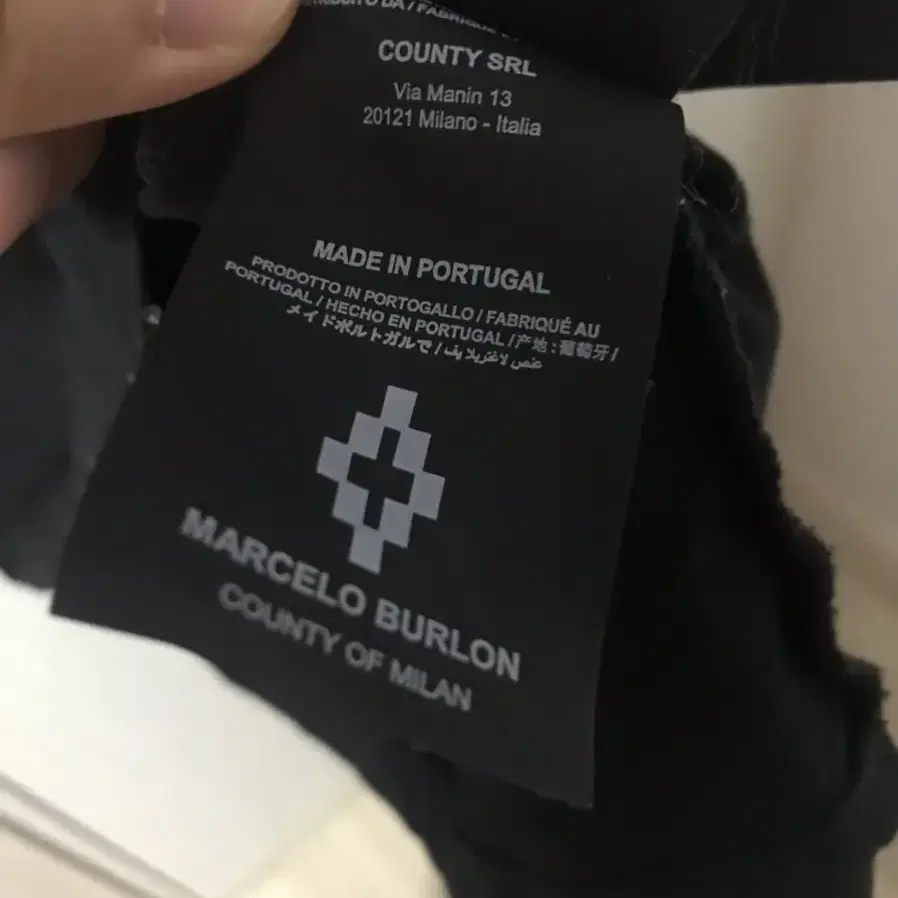 DA / FABRIQUÉ
COUNTY SRL
Via Manin 13
20121 Milano - Italia
MADE IN PORTUGAL
PRODOTTO IN PORTOGALLO / FABRIQUÉ AU
PORTUGAL / HECHO EN PORTUGAL / 产地 : 葡萄牙 /
メイドポルトガルで /
MARCELO BURLON
COUNTY OF MILAN